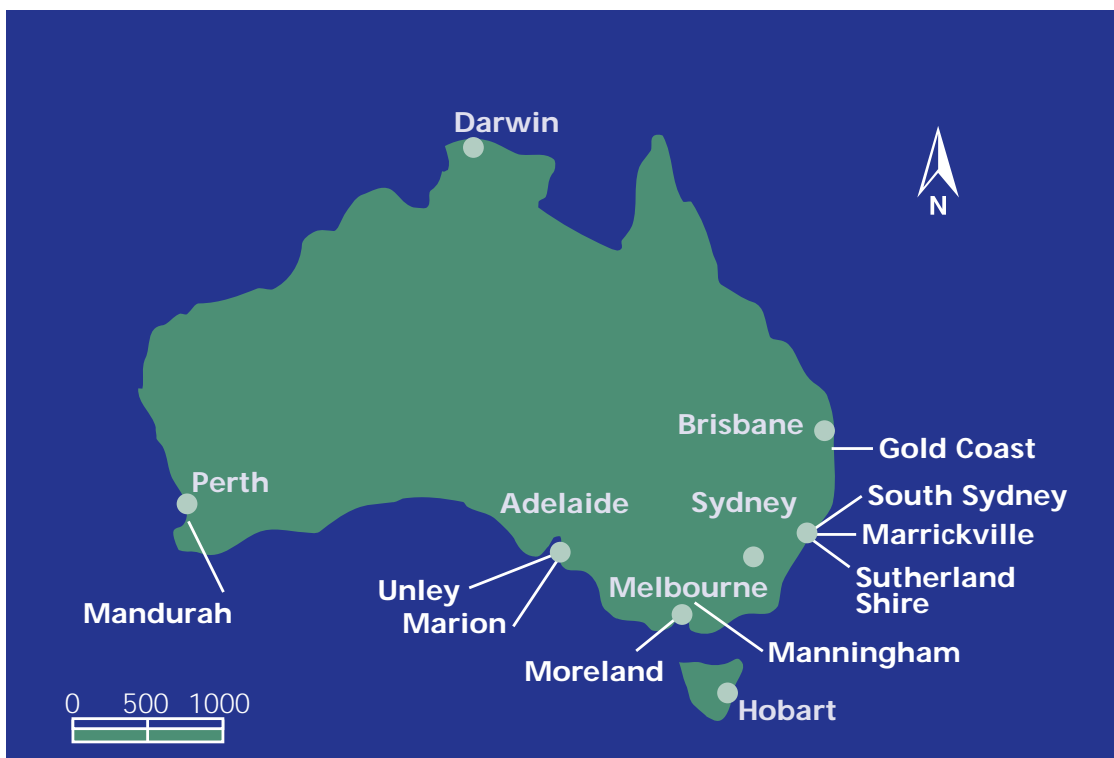 Darwin
N
Brisbane
Gold Coast
Perth
Adelaide
Sydney
South Sydney
Marrickville
Sutherland
Shire
Unley
Melbourne
Mandurah
Marion
Manningham
Moreland
0 500 1000
Hobart